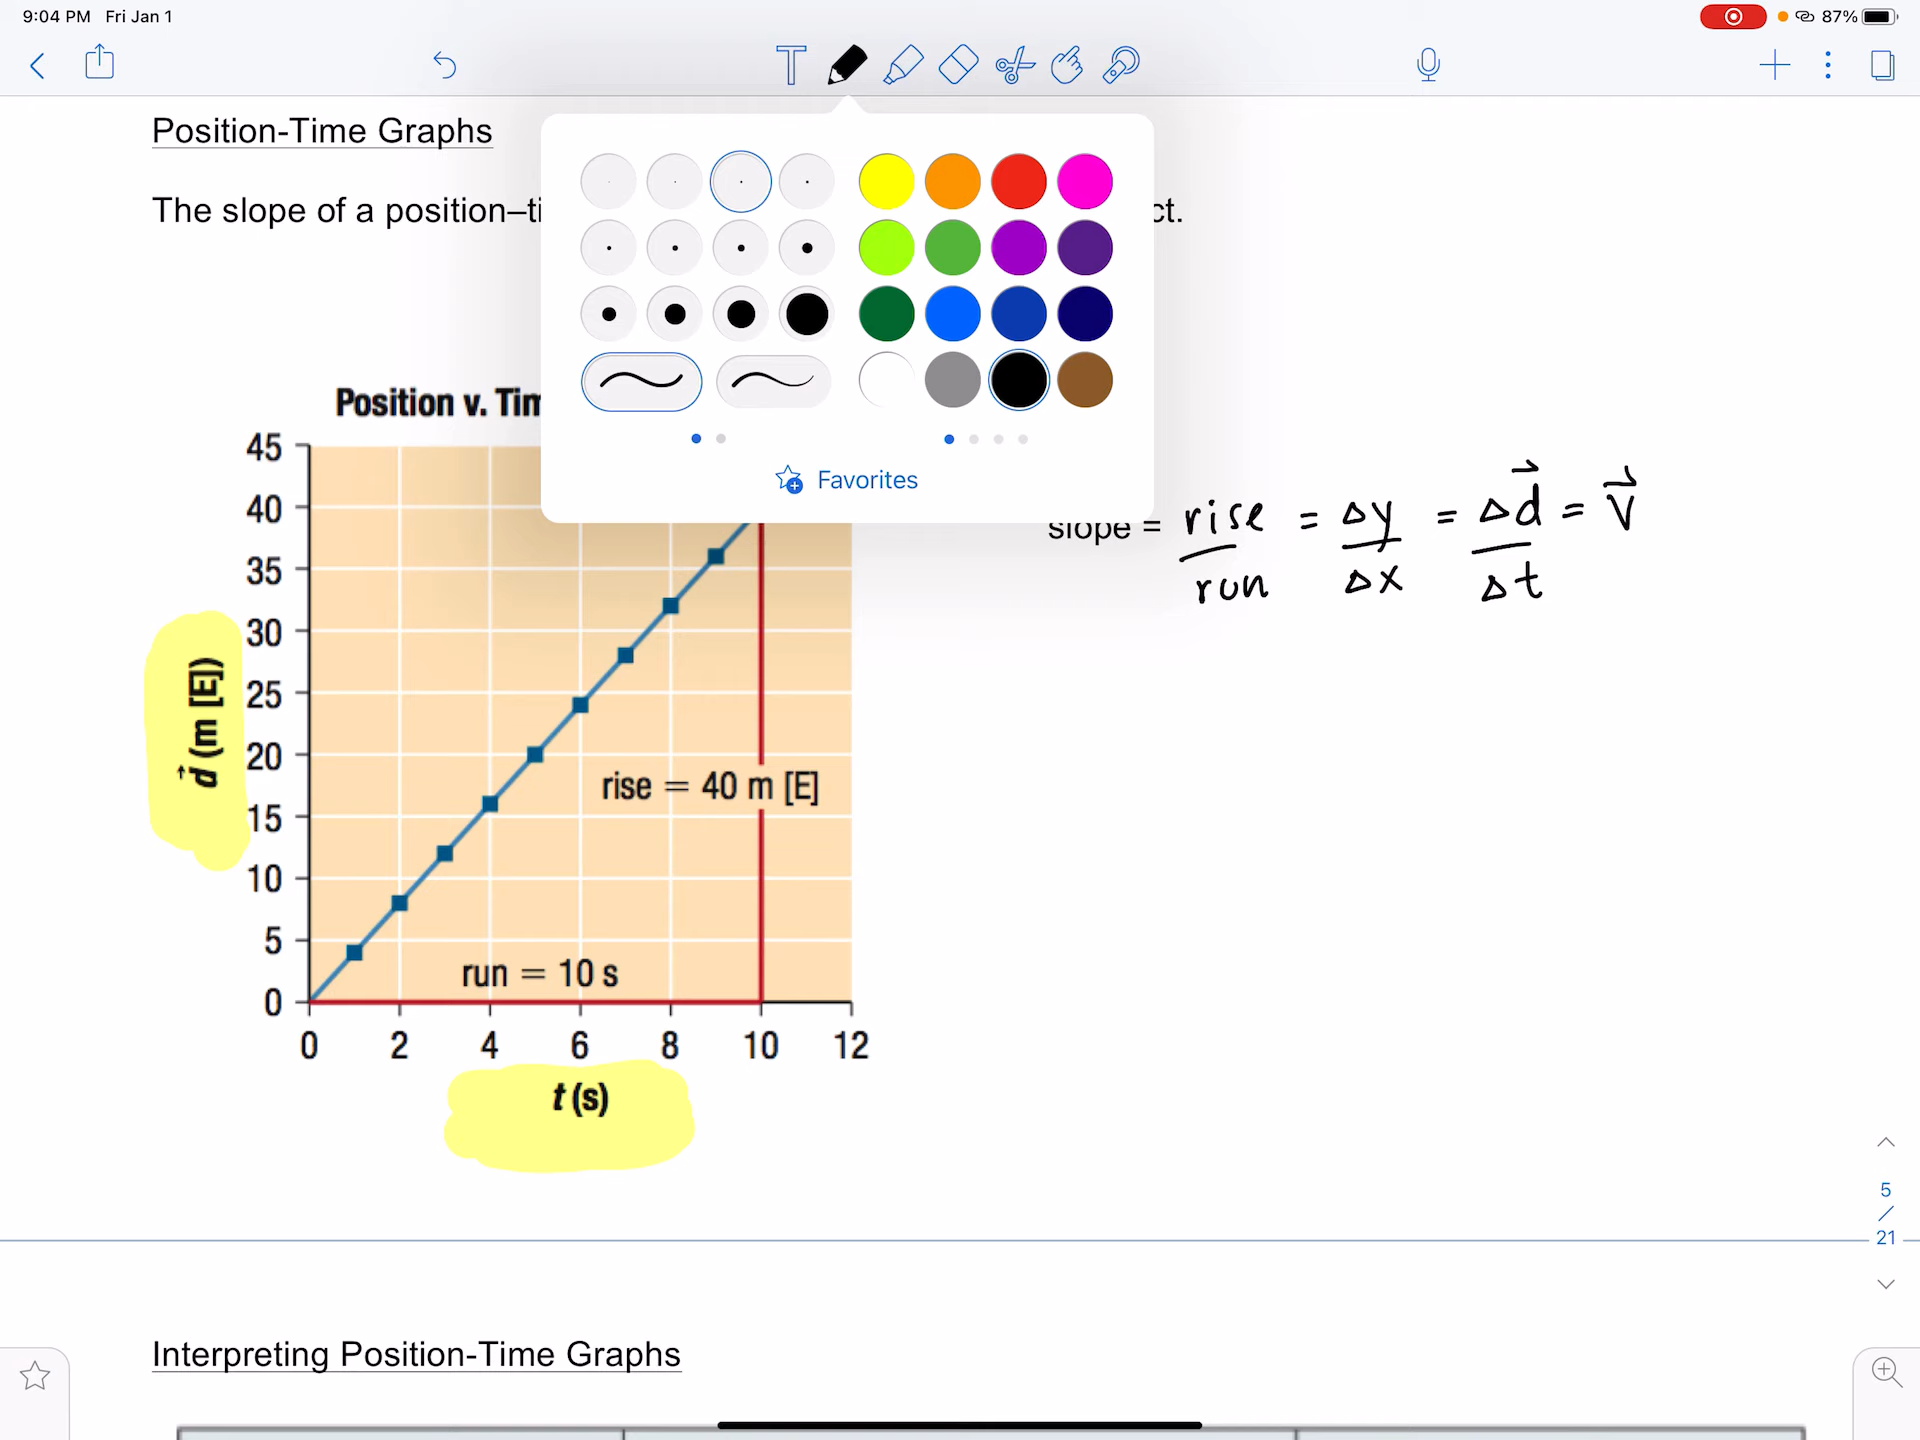 9:04 PM Fri Jan 1
87%
Position-Time Graphs
The slope of a position–ti ct.
Favorites
Position v. Tim
45
40
35
30
25
20
15
10
5
0
d⃗ (m [E])
rise = 40 m [E]
run = 10 s
0 2 4 6 8 10 12
t (s)
slope = rise/run = Δy/Δx = Δd⃗/Δt = v⃗
5
/
21
Interpreting Position-Time Graphs